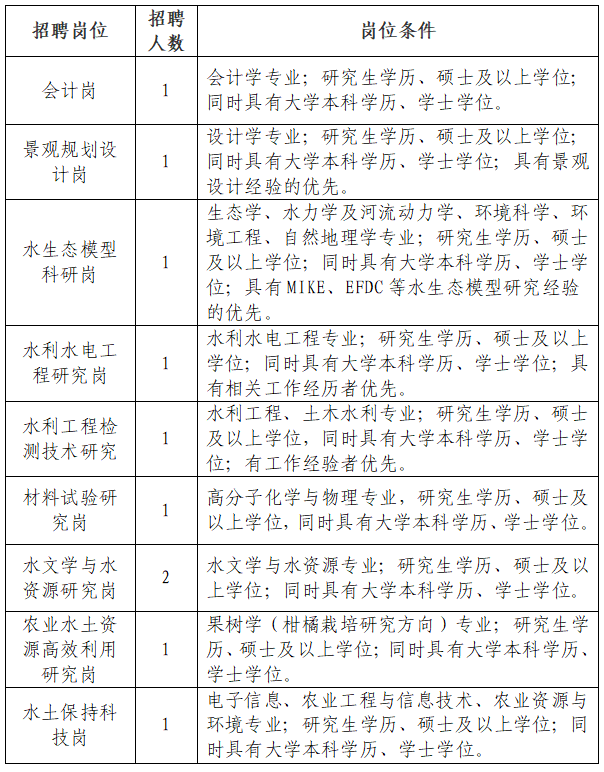 招聘岗位
招聘
人数
岗位条件
会计岗
1
会计学专业；研究生学历、硕士及以上学位；
同时具有大学本科学历、学士学位。
景观规划设
计岗
1
设计学专业；研究生学历、硕士及以上学位；
同时具有大学本科学历、学士学位；具有景观
设计经验的优先。
水生态模型
科研岗
1
生态学、水力学及河流动力学、环境科学、环
境工程、自然地理学专业；研究生学历、硕士
及以上学位；同时具有大学本科学历、学士学
位；具有MIKE、EFDC等水生态模型研究经验
的优先。
水利水电工
程研究岗
1
水利水电工程专业；研究生学历、硕士及以上
学位；同时具有大学本科学历、学士学位；具
有相关工作经历者优先。
水利工程检
测技术研究
1
水利工程、土木水利专业；研究生学历、硕士
及以上学位，同时具有大学本科学历、学士学
位；有工作经验者优先。
材料试验研
究岗
1
高分子化学与物理专业，研究生学历、硕士及
以上学位，同时具有大学本科学历、学士学位。
水文学与水
资源研究岗
2
水文学与水资源专业；研究生学历、硕士及以
上学位；同时具有大学本科学历、学士学位。
农业水土资
源高效利用
研究岗
1
果树学（柑橘栽培研究方向）专业；研究生学
历、硕士及以上学位；同时具有大学本科学历、
学士学位。
水土保持科
技岗
1
电子信息、农业工程与信息技术、农业资源与
环境专业；研究生学历、硕士及以上学位；同
时具有大学本科学历、学士学位。